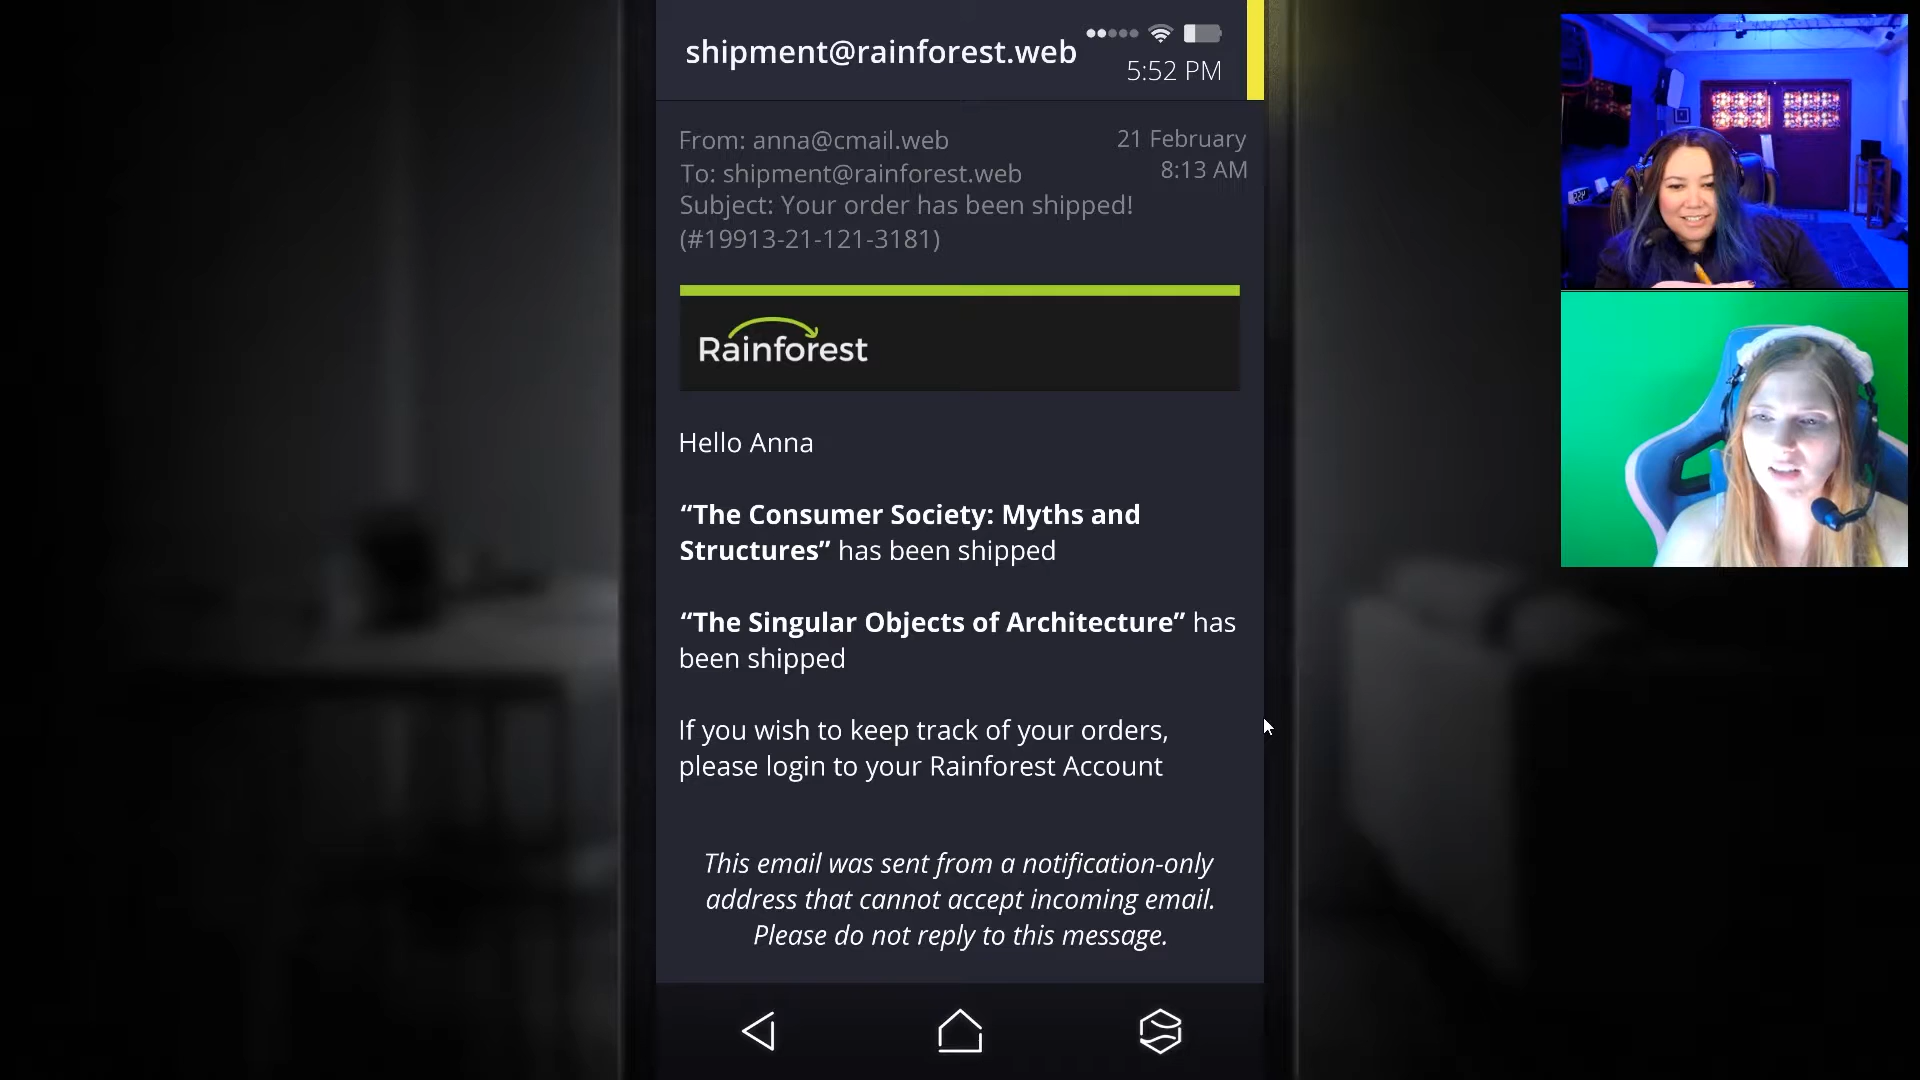 shipment@rainforest.web
5:52 PM
From: anna@cmail.web
21 February
To: shipment@rainforest.web
8:13 AM
Subject: Your order has been shipped!
(#19913-21-121-3181)
Rainforest
Hello Anna
“The Consumer Society: Myths and
Structures” has been shipped
“The Singular Objects of Architecture” has
been shipped
If you wish to keep track of your orders,
please login to your Rainforest Account
This email was sent from a notification-only
address that cannot accept incoming email.
Please do not reply to this message.